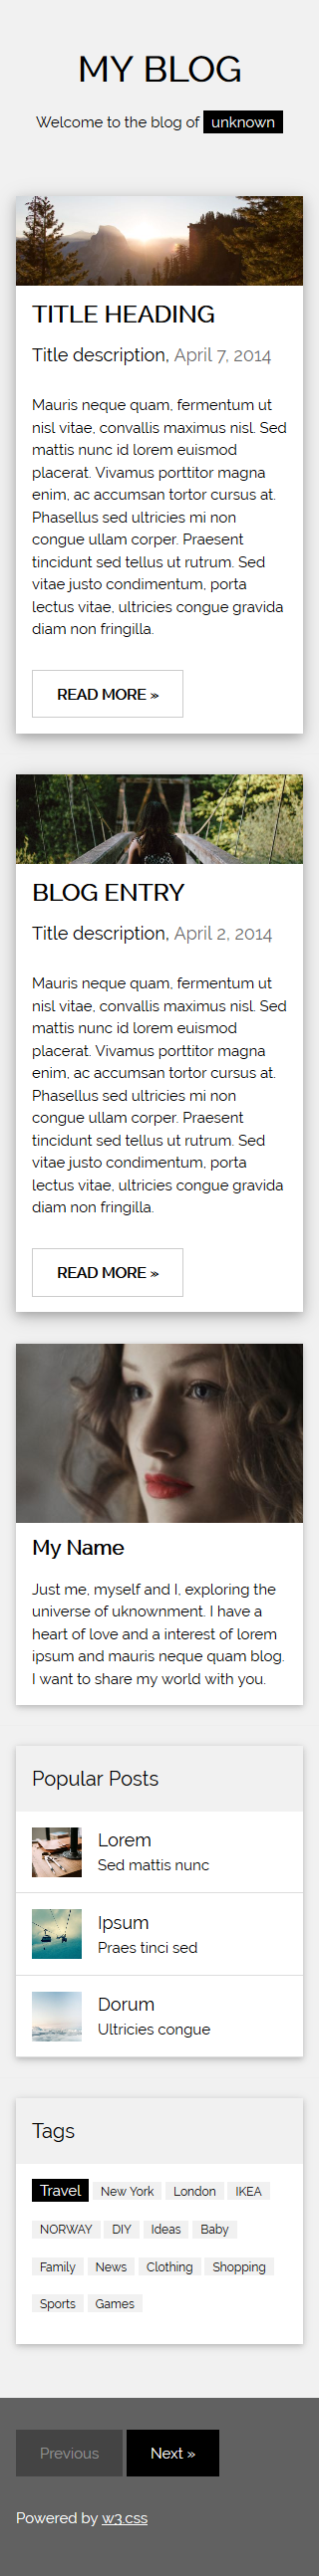 MY BLOG
Welcome to the blog of unknown
TITLE HEADING
Title description, April 7, 2014
Mauris neque quam, fermentum ut
nisl vitae, convallis maximus nisl. Sed
mattis nunc id lorem euismod
placerat. Vivamus porttitor magna
enim, ac accumsan tortor cursus at.
Phasellus sed ultricies mi non
congue ullam corper. Praesent
tincidunt sed tellus ut rutrum. Sed
vitae justo condimentum, porta
lectus vitae, ultricies congue gravida
diam non fringilla.
READ MORE »
BLOG ENTRY
Title description, April 2, 2014
Mauris neque quam, fermentum ut
nisl vitae, convallis maximus nisl. Sed
mattis nunc id lorem euismod
placerat. Vivamus porttitor magna
enim, ac accumsan tortor cursus at.
Phasellus sed ultricies mi non
congue ullam corper. Praesent
tincidunt sed tellus ut rutrum. Sed
vitae justo condimentum, porta
lectus vitae, ultricies congue gravida
diam non fringilla.
READ MORE »
My Name
Just me, myself and I, exploring the
universe of uknownment. I have a
heart of love and a interest of lorem
ipsum and mauris neque quam blog.
I want to share my world with you.
Popular Posts
Lorem
Sed mattis nunc
Ipsum
Praes tinci sed
Dorum
Ultricies congue
Tags
Travel New York London IKEA
NORWAY DIY Ideas Baby
Family News Clothing Shopping
Sports Games
Previous Next »
Powered by w3.css